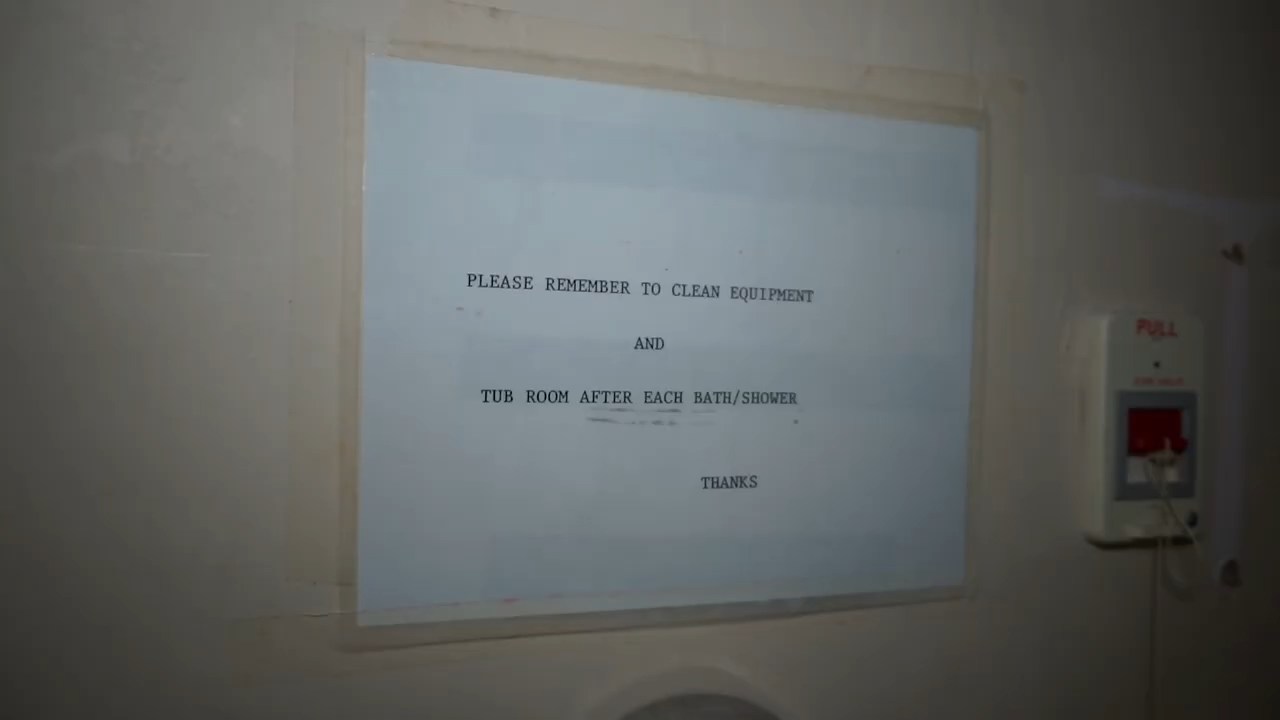 PLEASE REMEMBER TO CLEAN EQUIPMENT
AND
TUB ROOM AFTER EACH BATH/SHOWER
THANKS
PULL